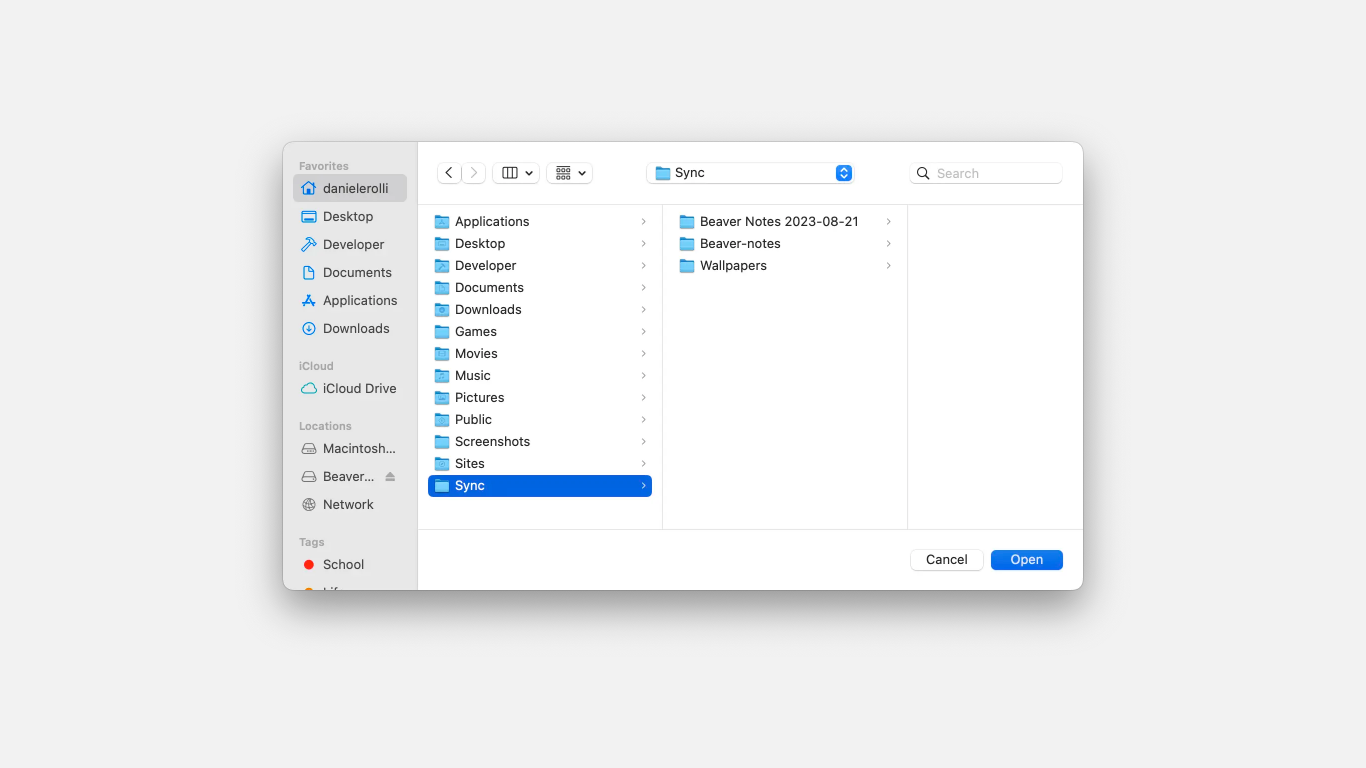 Favorites
danielerolli
Desktop
Developer
Documents
Applications
Downloads
iCloud
iCloud Drive
Locations
Macintosh...
Beaver...
Network
Tags
School
Sync
Search
Applications
Desktop
Developer
Documents
Downloads
Games
Movies
Music
Pictures
Public
Screenshots
Sites
Sync
Beaver Notes 2023-08-21
Beaver-notes
Wallpapers
Cancel
Open